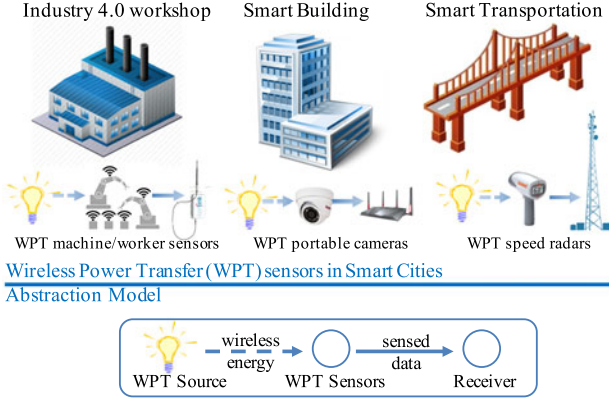 Industry 4.0 workshop
Smart Building
Smart Transportation
WPT machine/worker sensors
WPT portable cameras
WPT speed radars
Wireless Power Transfer (WPT) sensors in Smart Cities
Abstraction Model
wireless
energy
sensed
data
WPT Source
WPT Sensors
Receiver